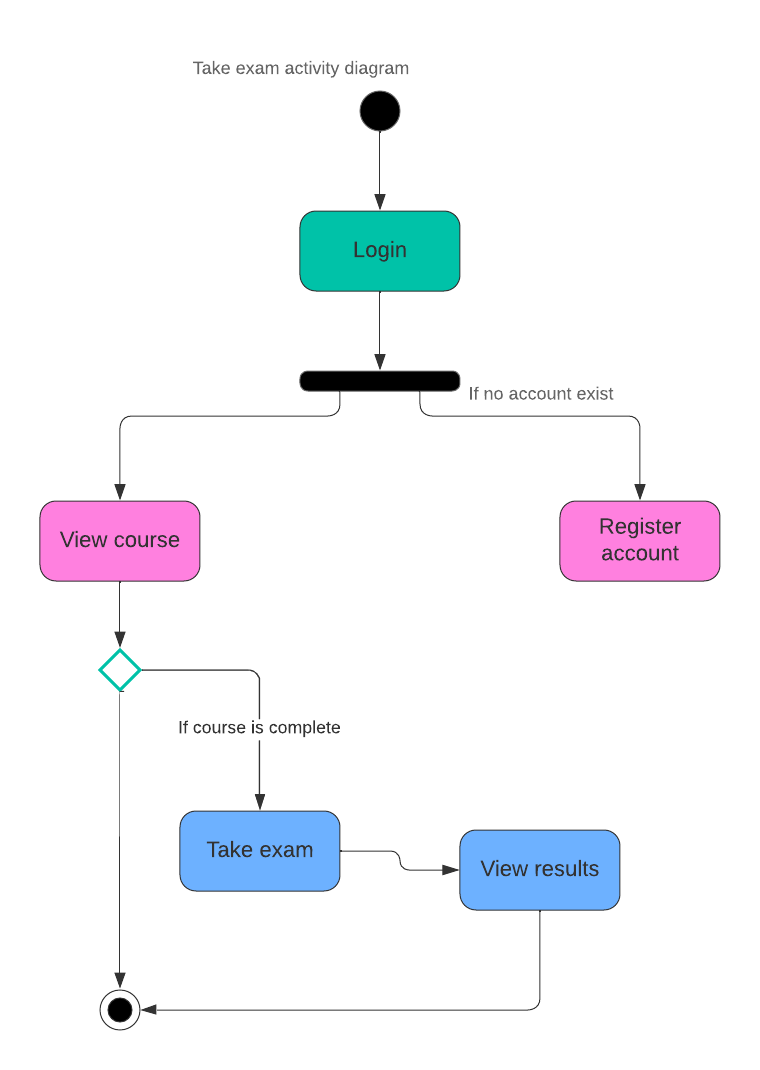 Take exam activity diagram
Login
If no account exist
View course
Register
account
If course is complete
Take exam
View results